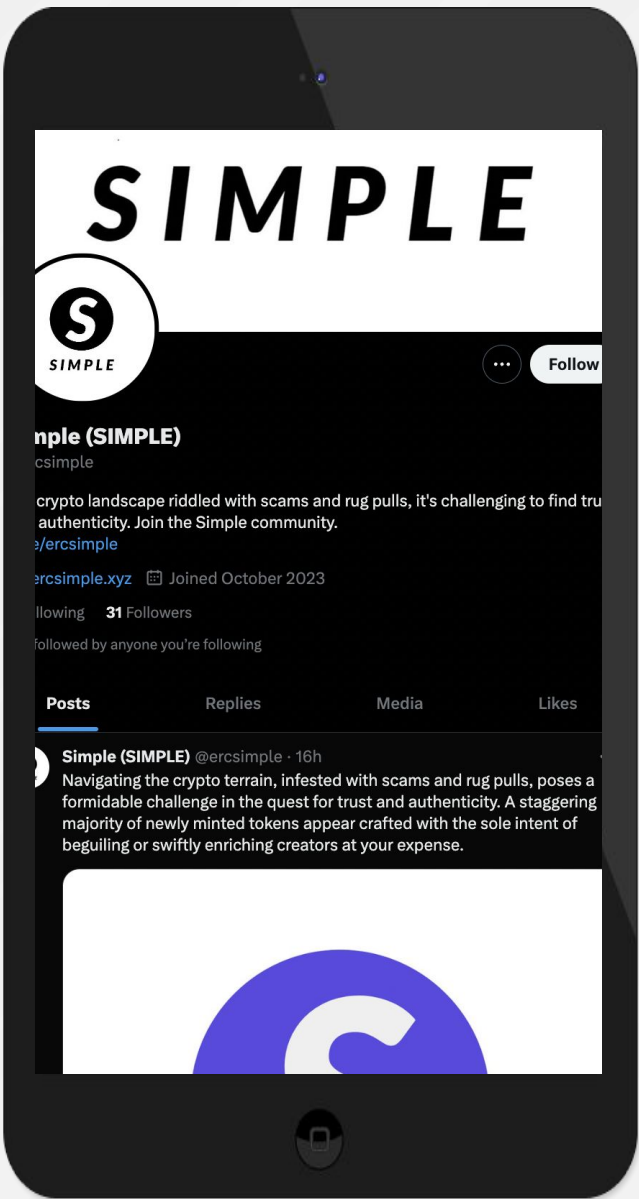 SIMPLE
S
SIMPLE
Follow
mple (SIMPLE)
csimple
crypto landscape riddled with scams and rug pulls, it's challenging to find tru
authenticity. Join the Simple community.
e/ercsimple
ercsimple.xyz Joined October 2023
llowing 31 Followers
followed by anyone you're following
Posts Replies Media Likes
Simple (SIMPLE) @ercsimple · 16h
Navigating the crypto terrain, infested with scams and rug pulls, poses a
formidable challenge in the quest for trust and authenticity. A staggering
majority of newly minted tokens appear crafted with the sole intent of
beguiling or swiftly enriching creators at your expense.
S